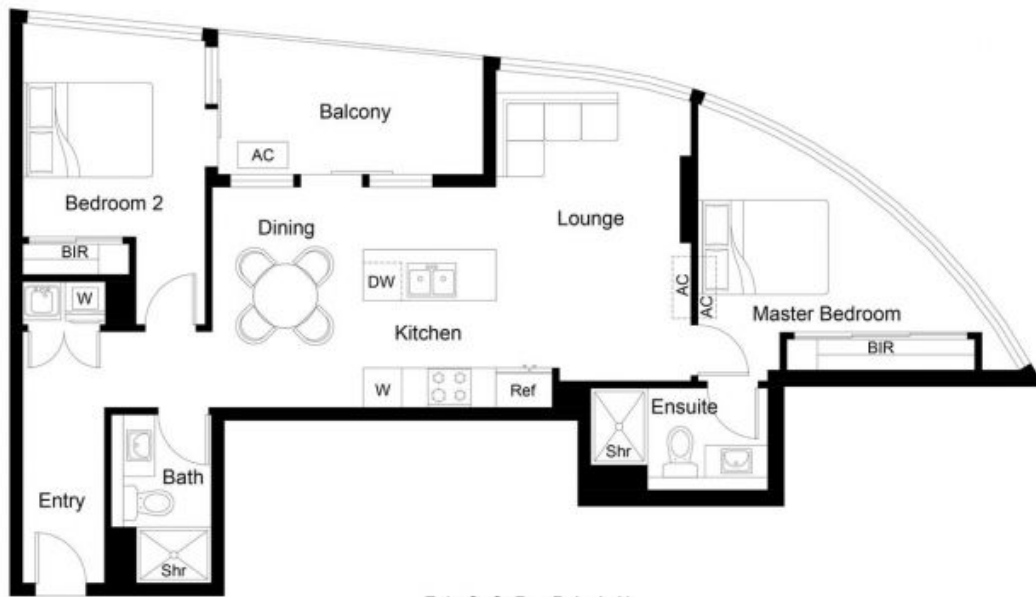 Balcony
AC
Bedroom 2
Lounge
Dining
BIR
DW
AC
AC
W
Master Bedroom
Kitchen
BIR
W
Ref
Ensuite
Shr
Bath
Entry
Shr